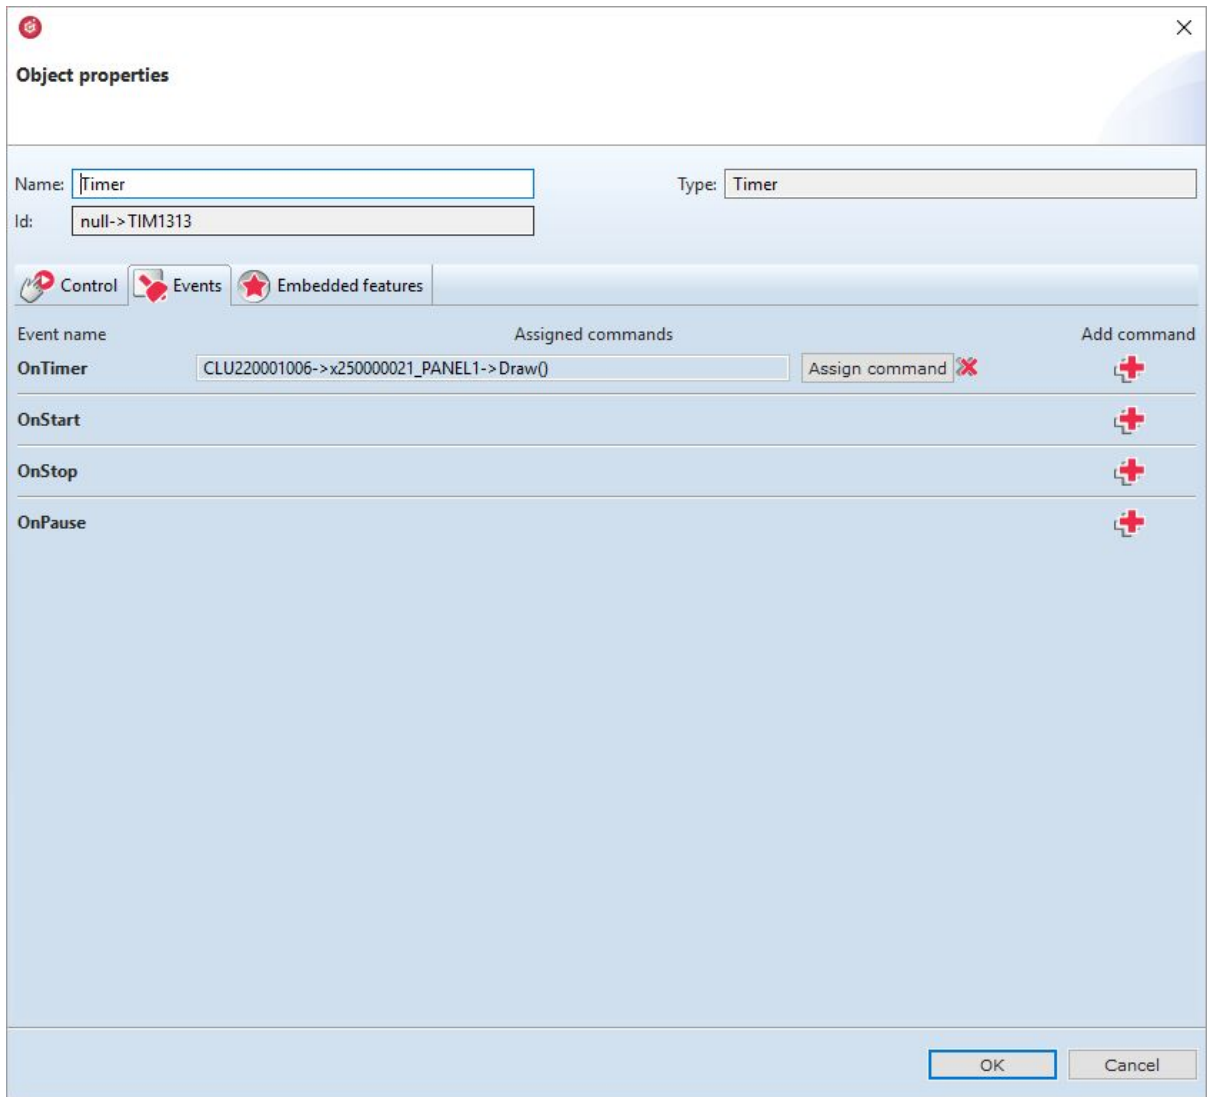 Object properties
Name: Timer Type: Timer
Id: null->TIM1313
Control Events Embedded features
Event name Assigned commands Add command
OnTimer CLU220001006->x250000021_PANEL1->Draw() Assign command
OnStart
OnStop
OnPause
OK Cancel